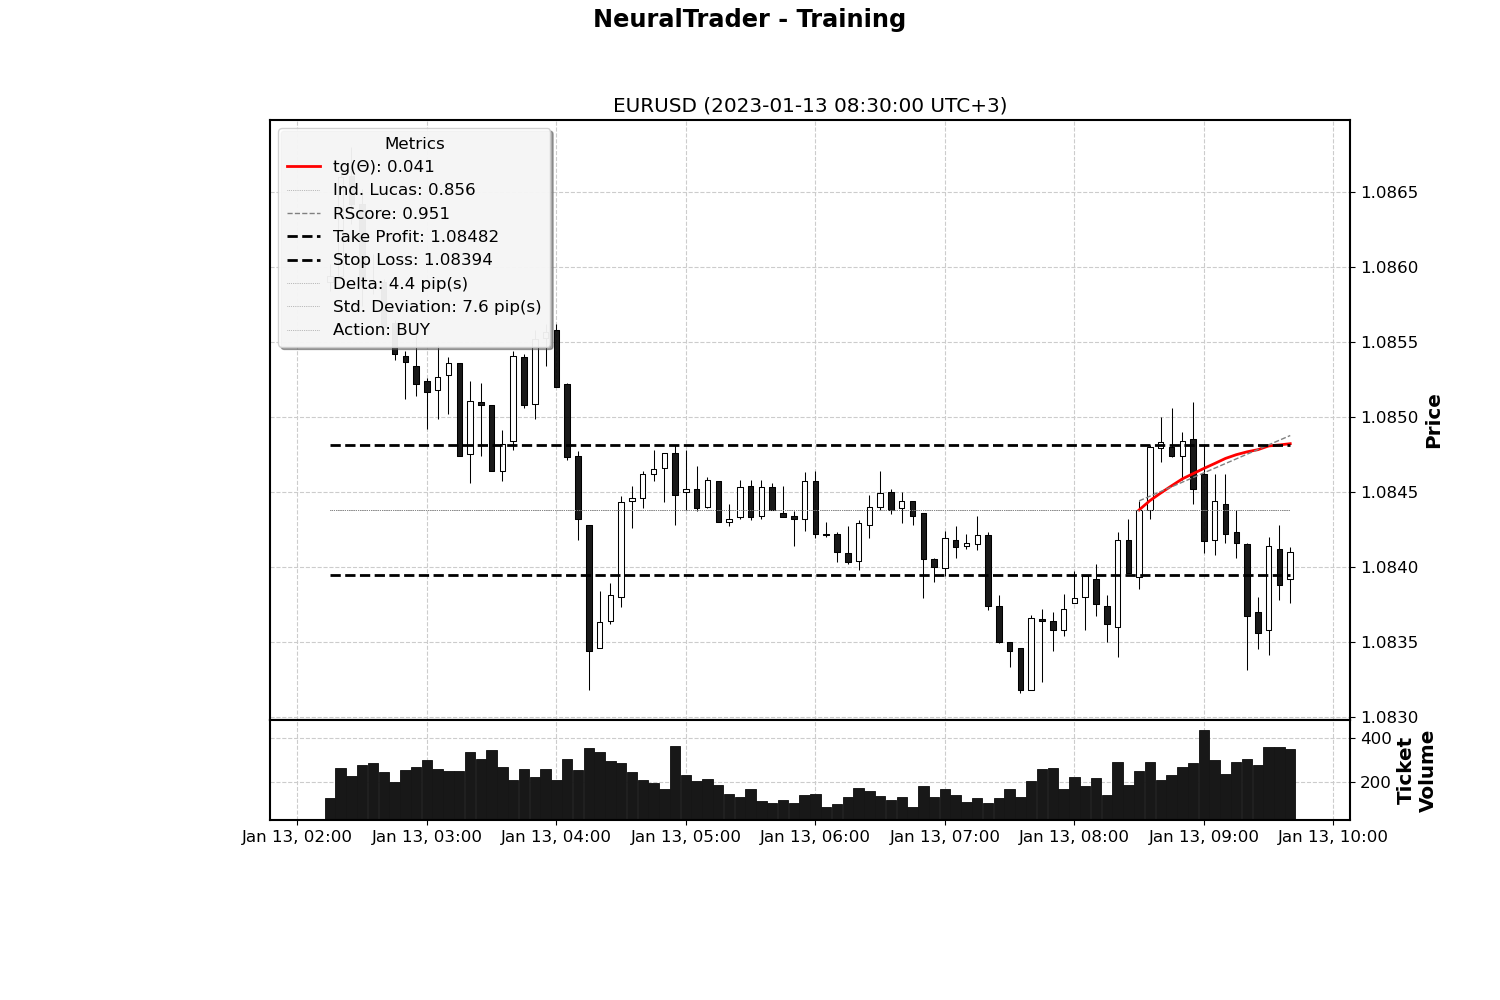 NeuralTrader - Training
EURUSD (2023-01-13 08:30:00 UTC+3)
Metrics
tg(Θ): 0.041
Ind. Lucas: 0.856
RScore: 0.951
Take Profit: 1.08482
Stop Loss: 1.08394
Delta: 4.4 pip(s)
Std. Deviation: 7.6 pip(s)
Action: BUY
1.0865
1.0860
1.0855
1.0850
1.0845
1.0840
1.0835
1.0830
Price
400
200
Ticket
Volume
Jan 13, 02:00
Jan 13, 03:00
Jan 13, 04:00
Jan 13, 05:00
Jan 13, 06:00
Jan 13, 07:00
Jan 13, 08:00
Jan 13, 09:00
Jan 13, 10:00